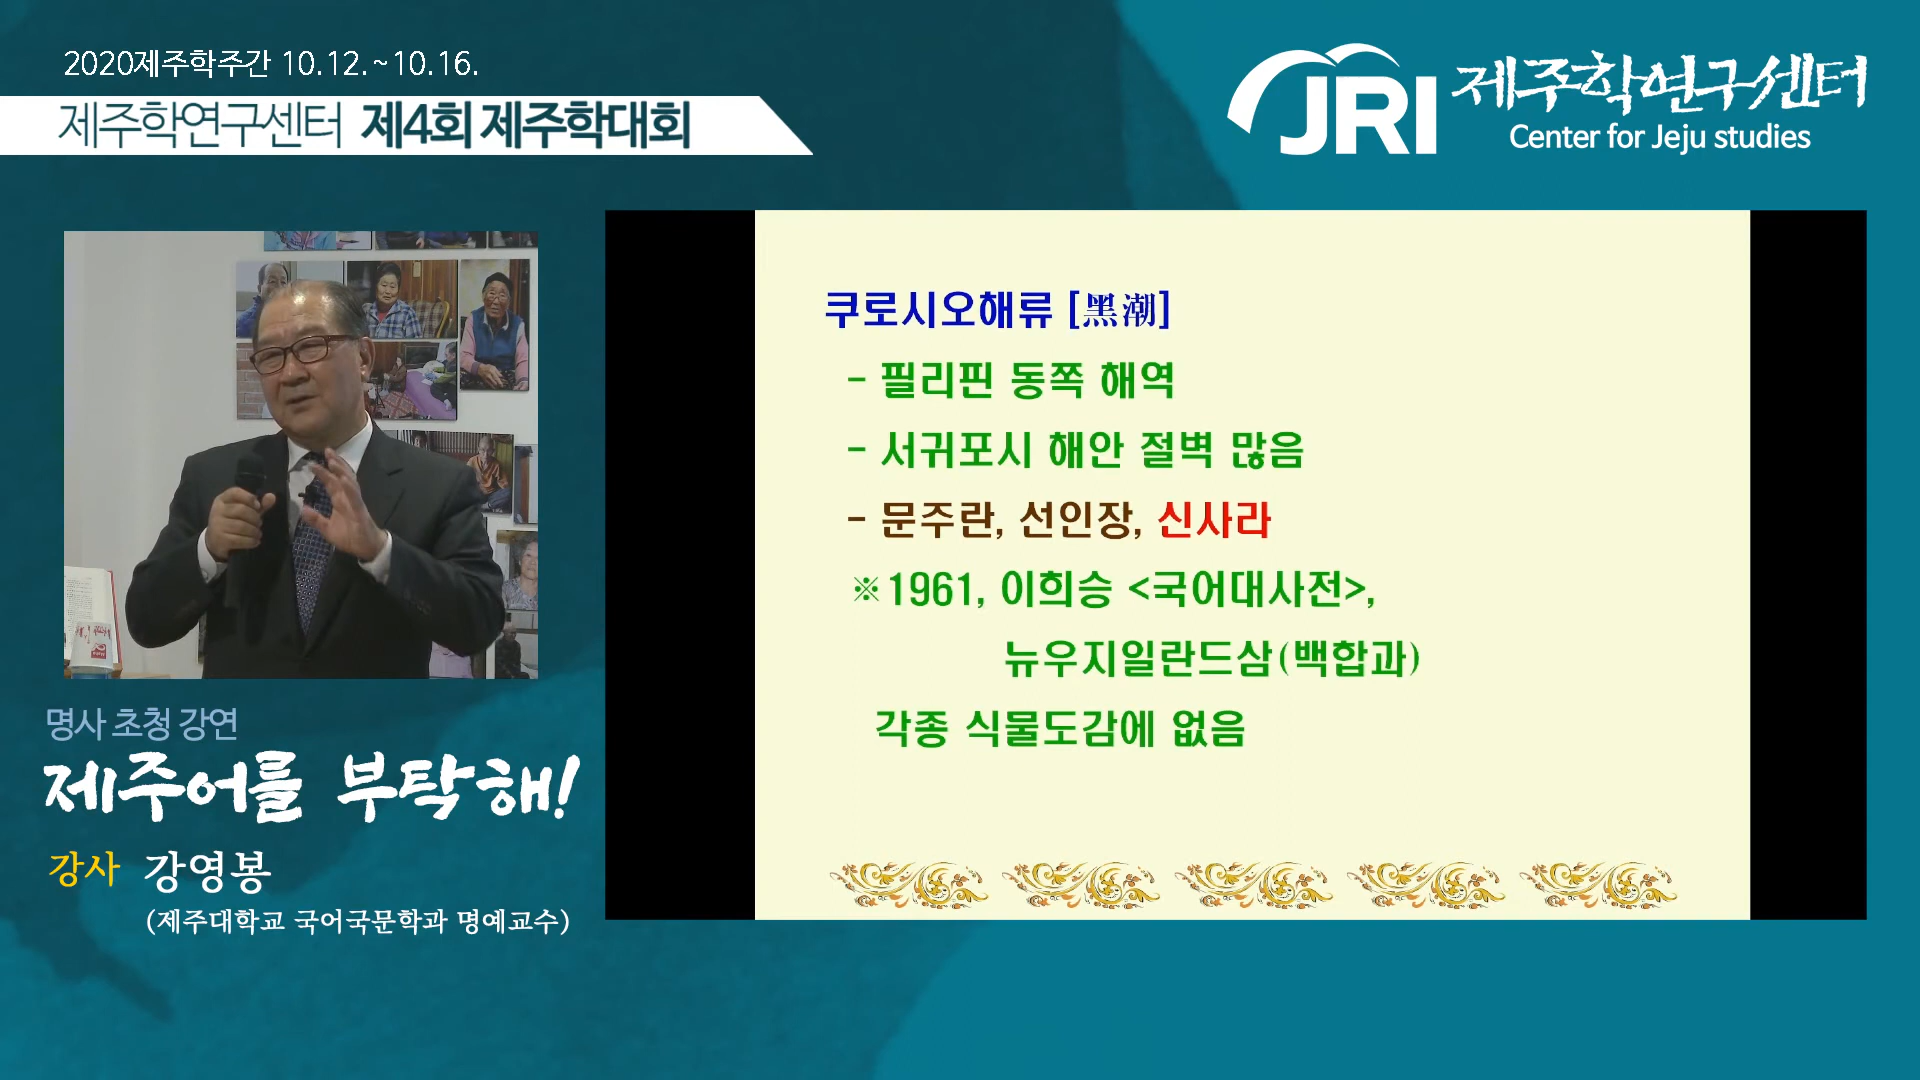 2020제주학주간 10.12.~10.16.
제주학연구센터 제4회 제주학대회
JRI 제주학연구센터
Center for Jeju studies
쿠로시오해류 [黑潮]
- 필리핀 동쪽 해역
- 서귀포시 해안 절벽 많음
- 문주란, 선인장, 신사라
※1961, 이희승 <국어대사전>,
뉴우지일란드삼(백합과)
각종 식물도감에 없음
명사 초청 강연
제주어를 부탁해!
강사 강영봉
(제주대학교 국어국문학과 명예교수)